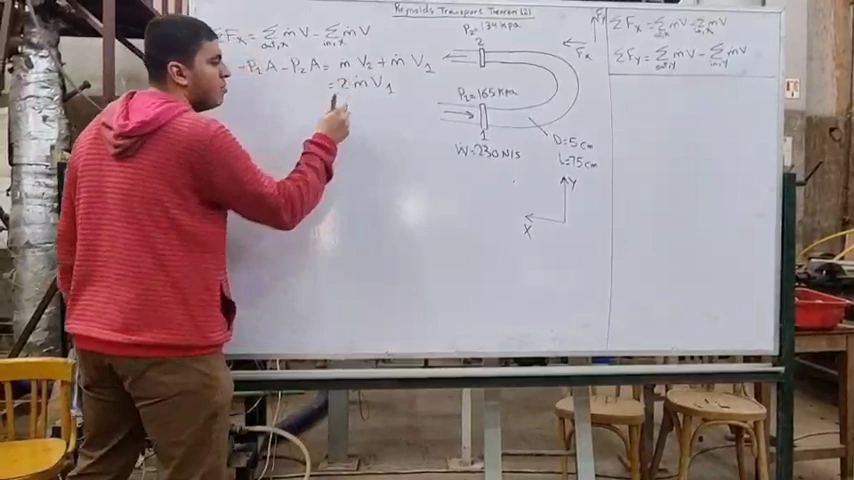 Reynolds Transport Theorem (2)
ΣFx = Σ ṁV - Σ ṁV
out,x in,x
-P₁A - P₂A = ṁ V₂ + ṁ V₁
= 2 ṁ V₁
P₂ = 134 kPa
2
Fx
P₁ = 165 kPa
1
Ẇ = 230 N/s
D = 5 cm
L = 75 cm
Y
X
ΣFx = Σ ṁV - Σ ṁV
out,x in,x
ΣFy = Σ ṁV - Σ ṁV
out,y in,y